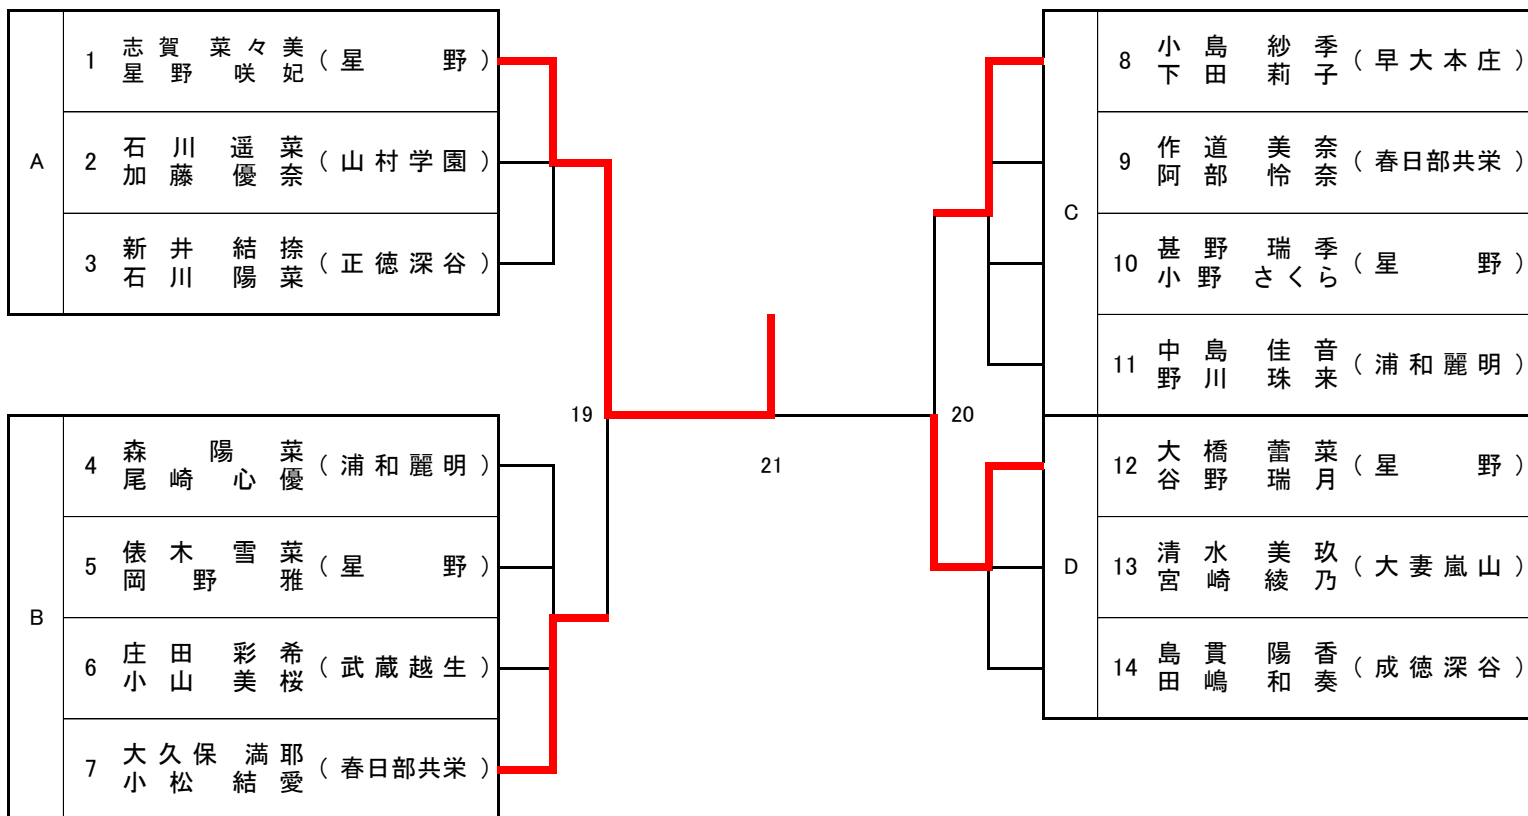 A
1 志賀 菜々美 (星野)
星野 咲妃
2 石川 遥菜 (山村学園)
加藤 優奈
3 新井 結捺 (正徳深谷)
石川 陽菜
B
4 森 陽菜 (浦和麗明)
尾崎 心優
5 俵木 雪菜 (星野)
岡野 雅
6 庄田 彩希 (武蔵越生)
小山 美桜
7 大久保 満耶 (春日部共栄)
小松 結愛
19
21
20
C
8 小島 紗季 (早大本庄)
下田 莉子
9 作道 美奈 (春日部共栄)
阿部 怜奈
10 甚野 瑞季 (星野)
小野 さくら
11 中島 佳音 (浦和麗明)
野川 珠来
D
12 大橋 蕾菜 (星野)
谷野 瑞月
13 清水 美玖 (大妻嵐山)
宮崎 綾乃
14 島貫 陽香 (成徳深谷)
田嶋 和奏